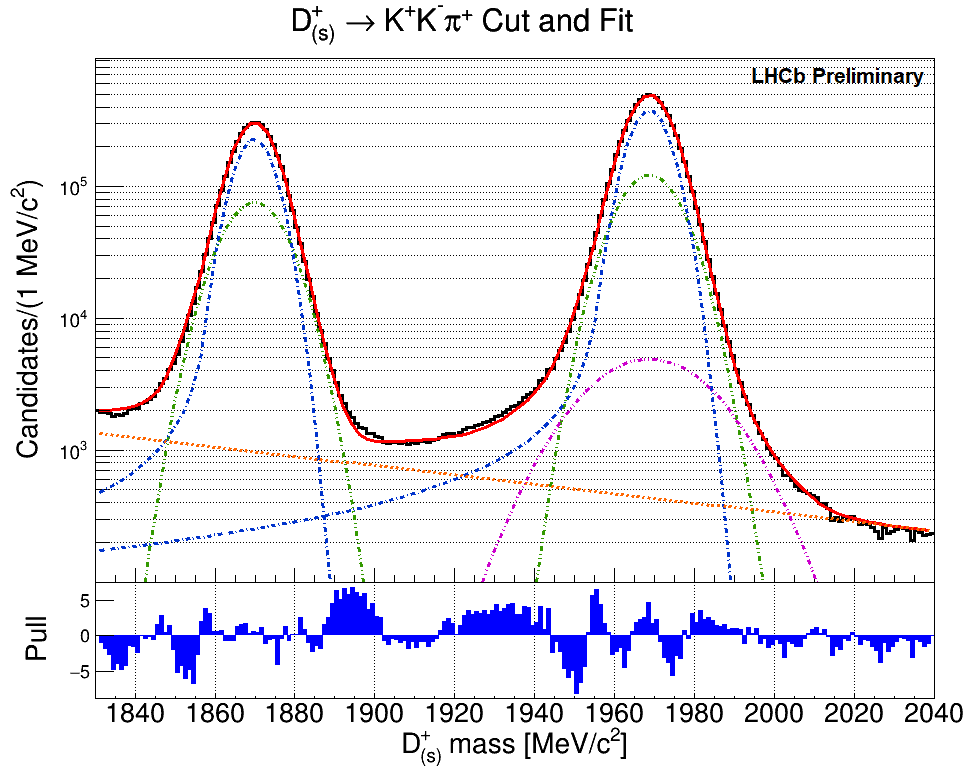 D⁺₍ₛ₎ → K⁺K⁻π⁺ Cut and Fit
LHCb Preliminary
Candidates/(1 MeV/c²)
10⁵
10⁴
10³
Pull
5
0
−5
1840 1860 1880 1900 1920 1940 1960 1980 2000 2020 2040
D⁺₍ₛ₎ mass [MeV/c²]